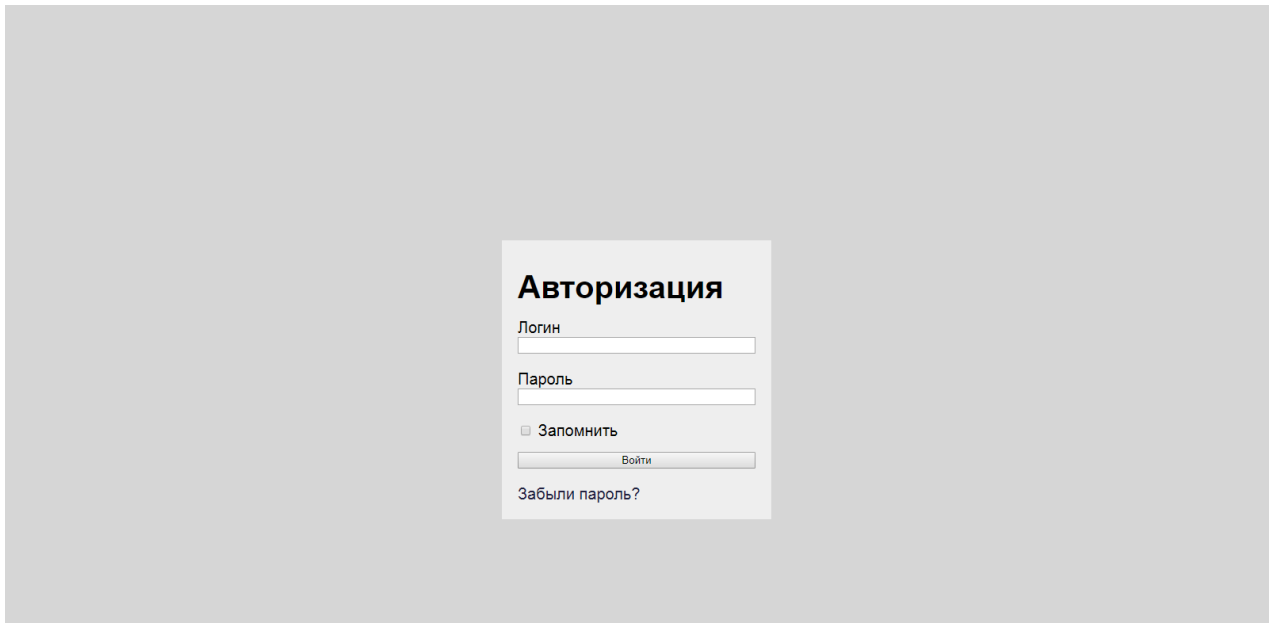 Авторизация
Логин
Пароль
Запомнить
Войти
Забыли пароль?